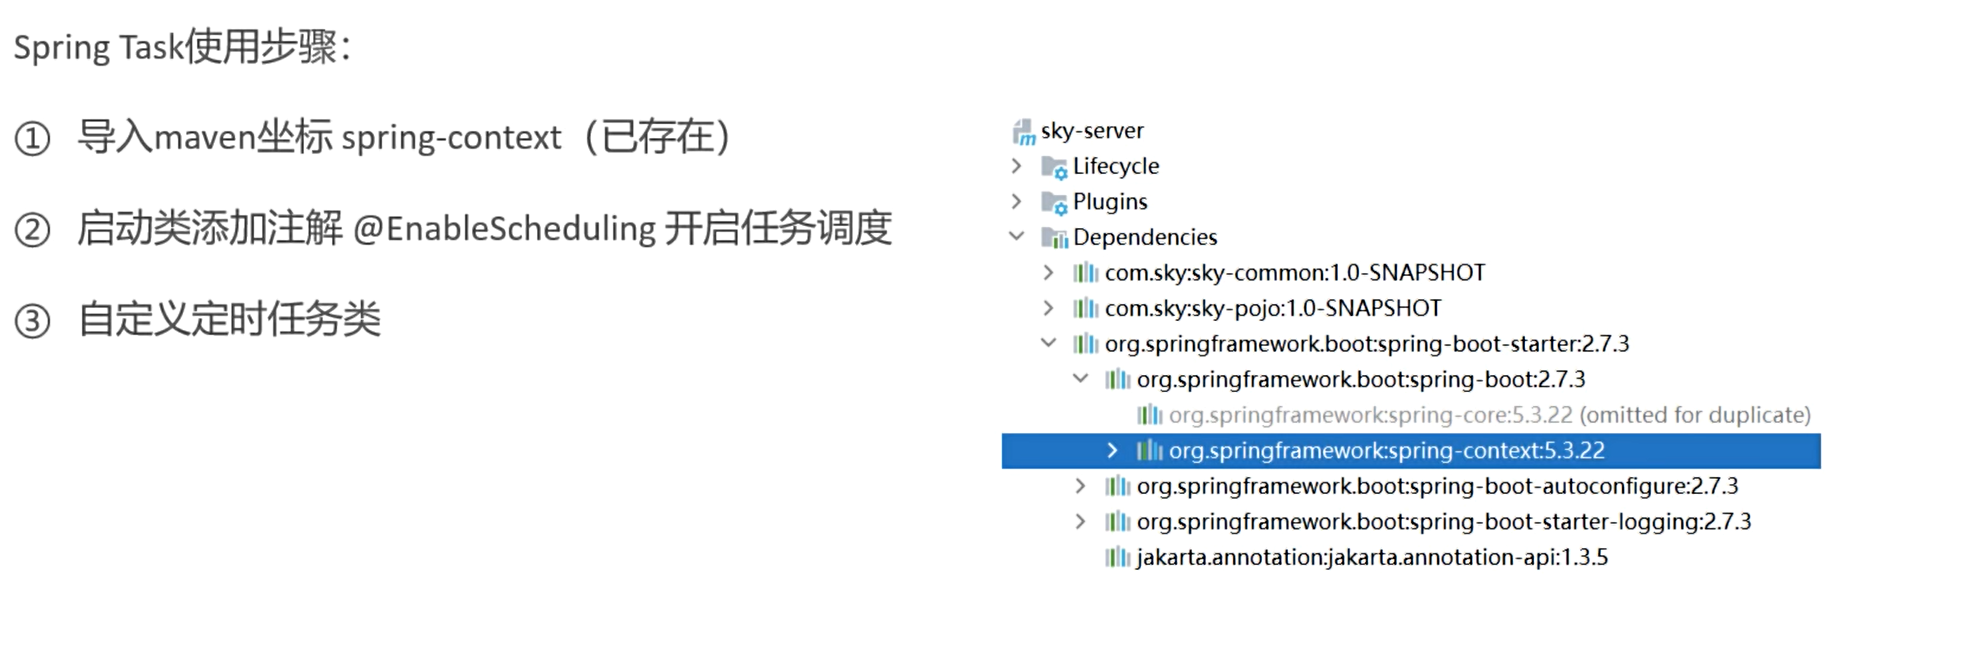 Spring Task使用步骤：
① 导入maven坐标 spring-context（已存在）
② 启动类添加注解 @EnableScheduling 开启任务调度
③ 自定义定时任务类
sky-server
Lifecycle
Plugins
Dependencies
com.sky:sky-common:1.0-SNAPSHOT
com.sky:sky-pojo:1.0-SNAPSHOT
org.springframework.boot:spring-boot-starter:2.7.3
org.springframework.boot:spring-boot:2.7.3
org.springframework:spring-core:5.3.22 (omitted for duplicate)
org.springframework:spring-context:5.3.22
org.springframework.boot:spring-boot-autoconfigure:2.7.3
org.springframework.boot:spring-boot-starter-logging:2.7.3
jakarta.annotation:jakarta.annotation-api:1.3.5